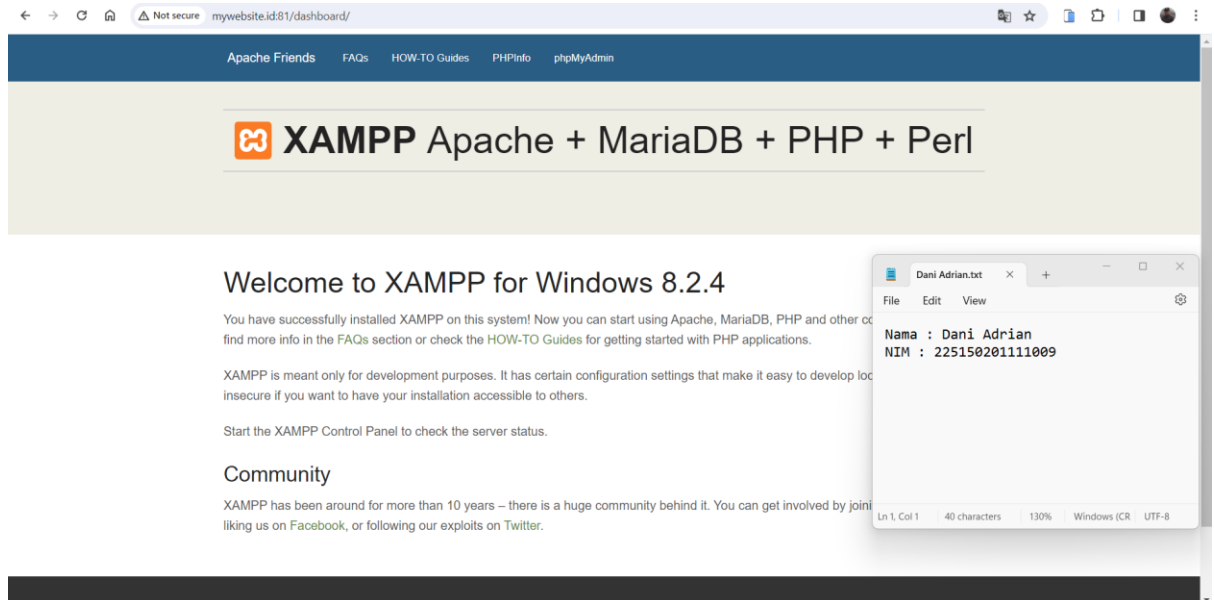 Not secure mywebsite.id:81/dashboard/
Apache Friends FAQs HOW-TO Guides PHPInfo phpMyAdmin
XAMPP Apache + MariaDB + PHP + Perl
Welcome to XAMPP for Windows 8.2.4
You have successfully installed XAMPP on this system! Now you can start using Apache, MariaDB, PHP and other
find more info in the FAQs section or check the HOW-TO Guides for getting started with PHP applications.
XAMPP is meant only for development purposes. It has certain configuration settings that make it easy to develop
insecure if you want to have your installation accessible to others.
Start the XAMPP Control Panel to check the server status.
Community
XAMPP has been around for more than 10 years – there is a huge community behind it. You can get involved by
liking us on Facebook, or following our exploits on Twitter.
Dani Adrian.txt
File Edit View
Nama : Dani Adrian
NIM : 225150201111009
Ln 1, Col 1 40 characters 130% Windows (CR UTF-8